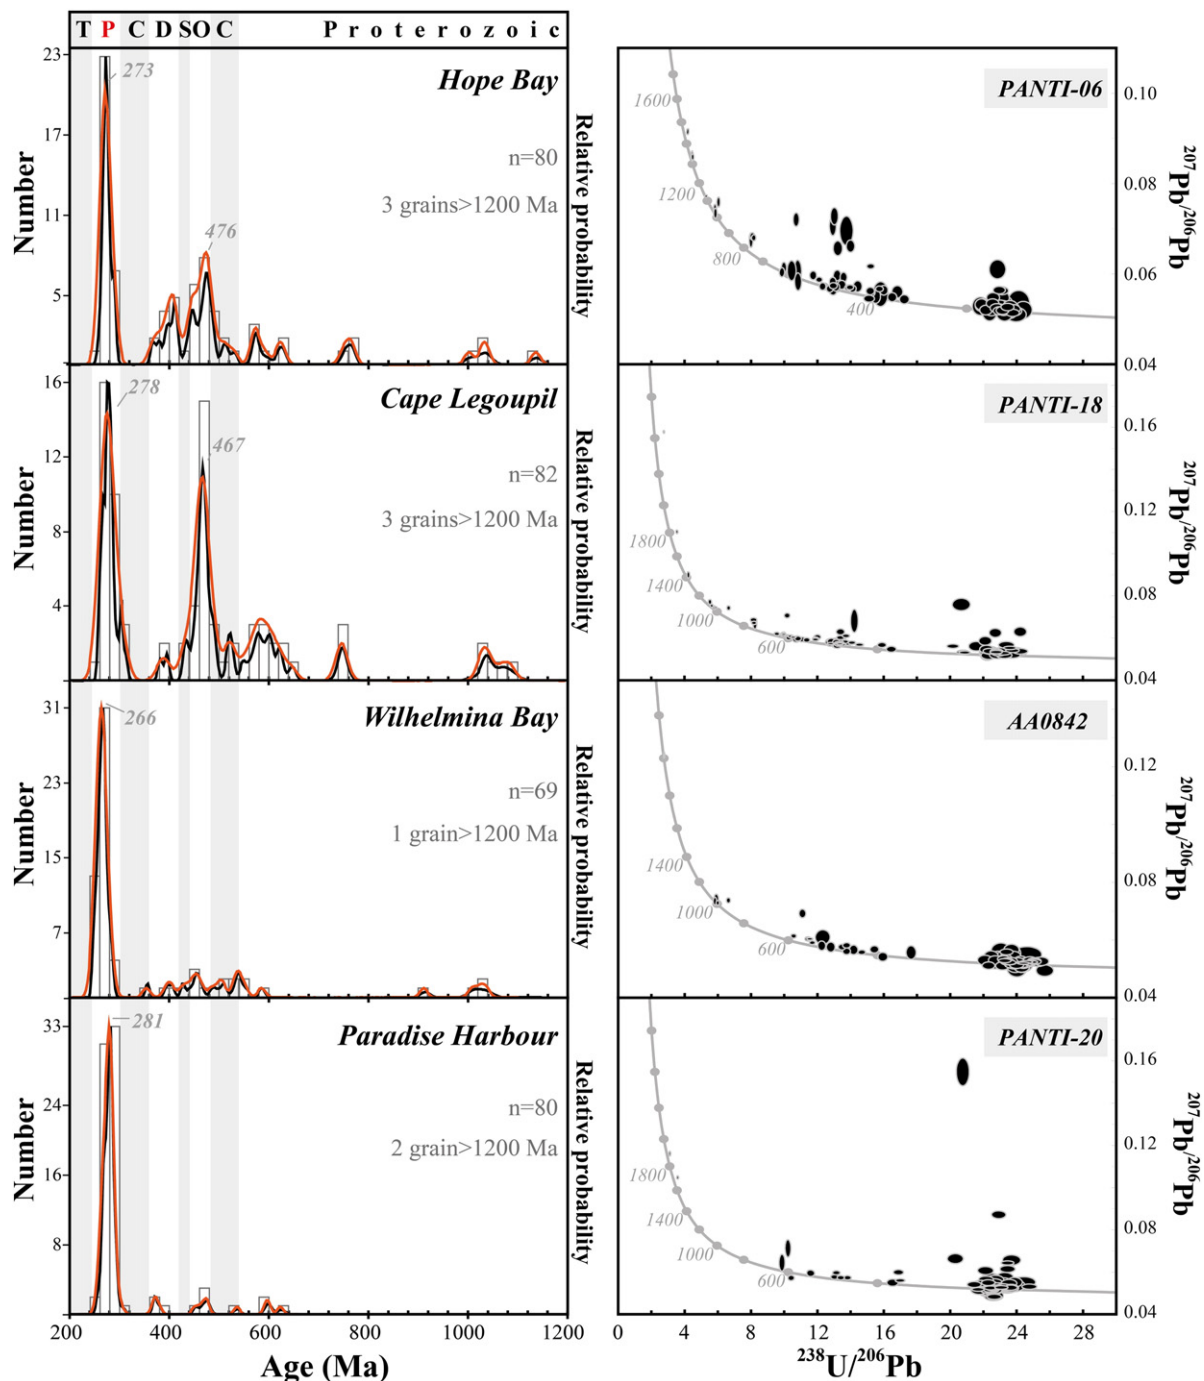 T P C D S O C P r o t e r o z o i c
23
17
11
5
Number
273
476
Hope Bay
n=80
3 grains>1200 Ma
Relative probability
PANTI-06
1600
1200
800
400
0.10
0.08
0.06
0.04
207Pb/206Pb
16
12
8
4
Number
278
467
Cape Legoupil
n=82
3 grains>1200 Ma
Relative probability
PANTI-18
1800
1400
1000
600
0.16
0.12
0.08
0.04
207Pb/206Pb
31
23
15
7
Number
266
Wilhelmina Bay
n=69
1 grain>1200 Ma
Relative probability
AA0842
1400
1000
600
0.12
0.08
0.04
207Pb/206Pb
33
24
16
8
Number
281
Paradise Harbour
n=80
2 grain>1200 Ma
Relative probability
PANTI-20
1800
1400
1000
600
0.16
0.12
0.08
0.04
207Pb/206Pb
200 400 600 800 1000 1200
Age (Ma)
0 4 8 12 16 20 24 28
238U/206Pb